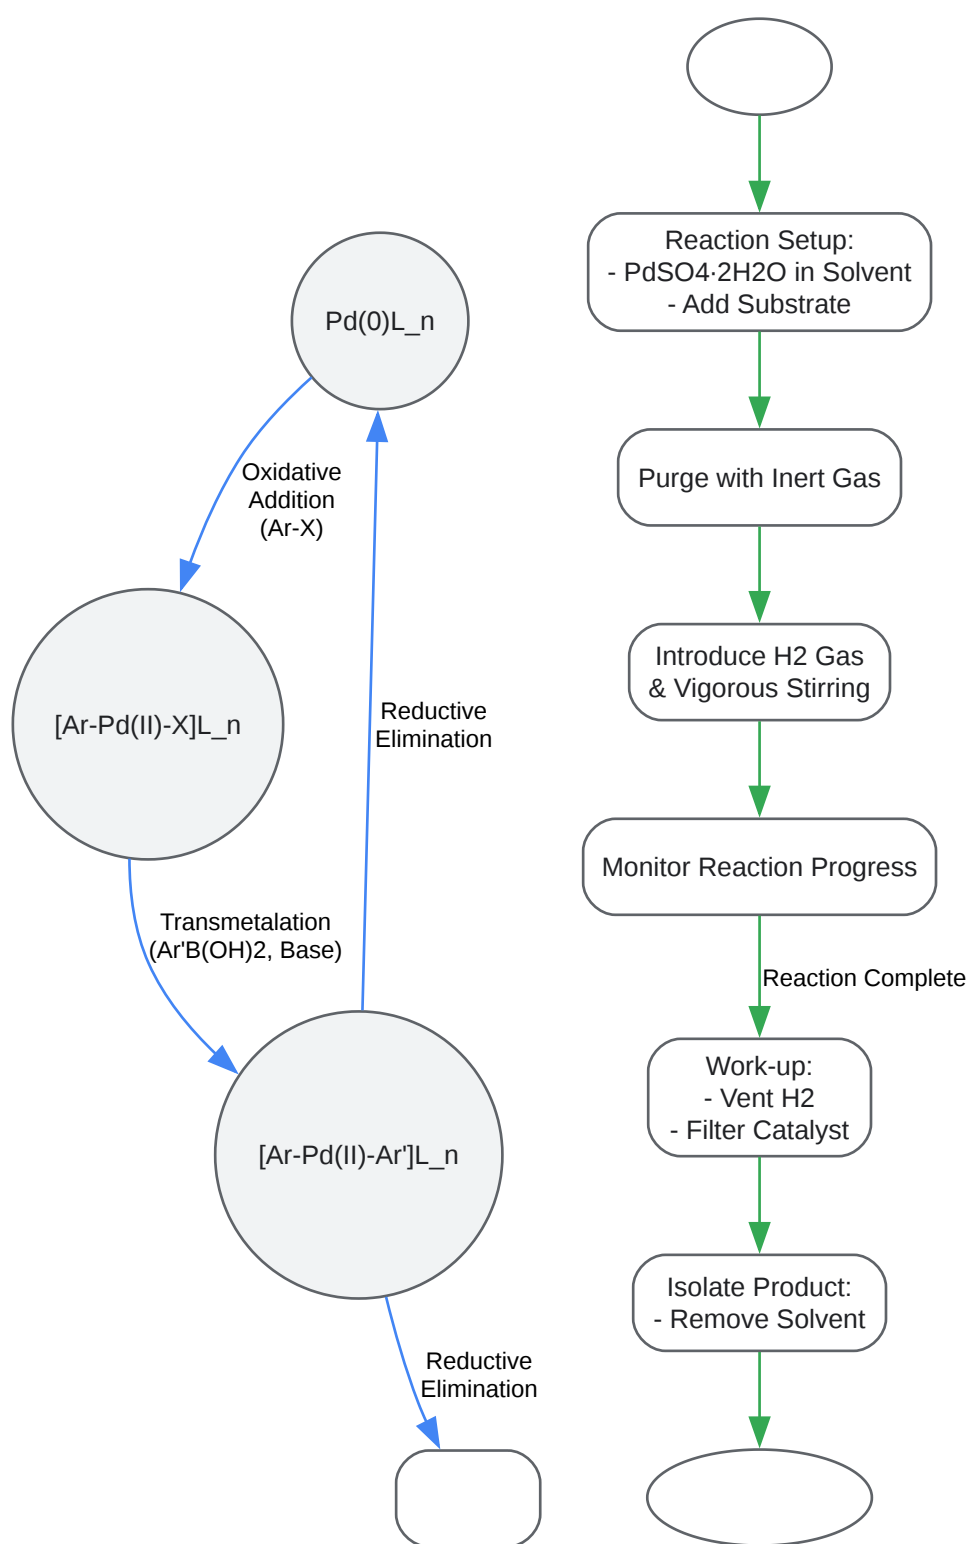 Pd(0)L_n
Oxidative
Addition
(Ar-X)
[Ar-Pd(II)-X]L_n
Reductive
Elimination
Transmetalation
(Ar'B(OH)2, Base)
[Ar-Pd(II)-Ar']L_n
Reductive
Elimination
Reaction Setup:
- PdSO4·2H2O in Solvent
- Add Substrate
Purge with Inert Gas
Introduce H2 Gas
& Vigorous Stirring
Monitor Reaction Progress
Reaction Complete
Work-up:
- Vent H2
- Filter Catalyst
Isolate Product:
- Remove Solvent